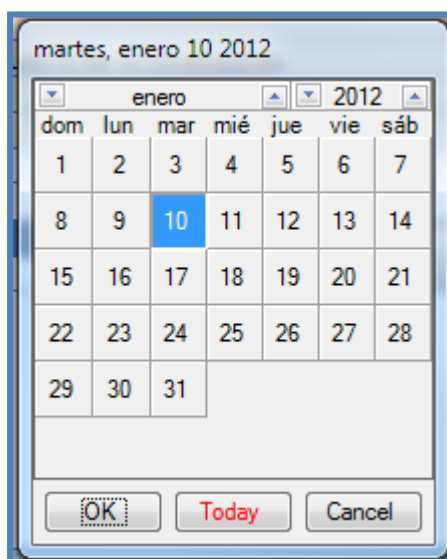 martes, enero 10 2012
enero 2012
dom lun mar mié jue vie sáb
1 2 3 4 5 6 7
8 9 10 11 12 13 14
15 16 17 18 19 20 21
22 23 24 25 26 27 28
29 30 31
OK Today Cancel